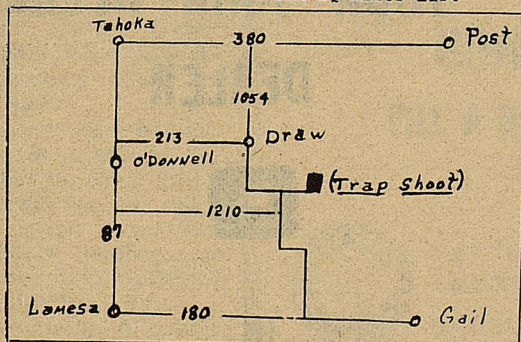 Tahoka
380
Post
1054
213
Draw
O'Donnell
(Trap Shoot)
1210
87
Lamesa
180
Gail